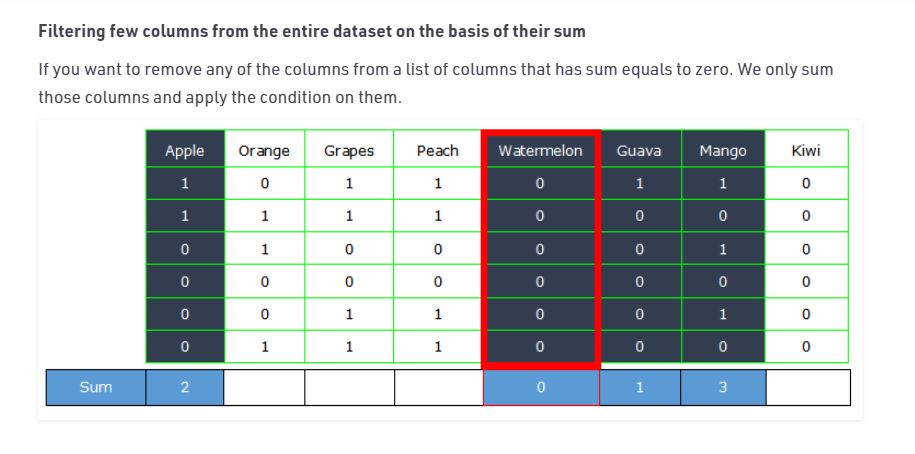 Filtering few columns from the entire dataset on the basis of their sum
If you want to remove any of the columns from a list of columns that has sum equals to zero. We only sum
those columns and apply the condition on them.
Apple Orange Grapes Peach Watermelon Guava Mango Kiwi
1 0 1 1 0 1 1 0
1 1 1 1 0 0 0 0
0 1 0 0 0 0 1 0
0 0 0 0 0 0 0 0
0 0 1 1 0 0 1 0
0 1 1 1 0 0 0 0
Sum 2 0 1 3